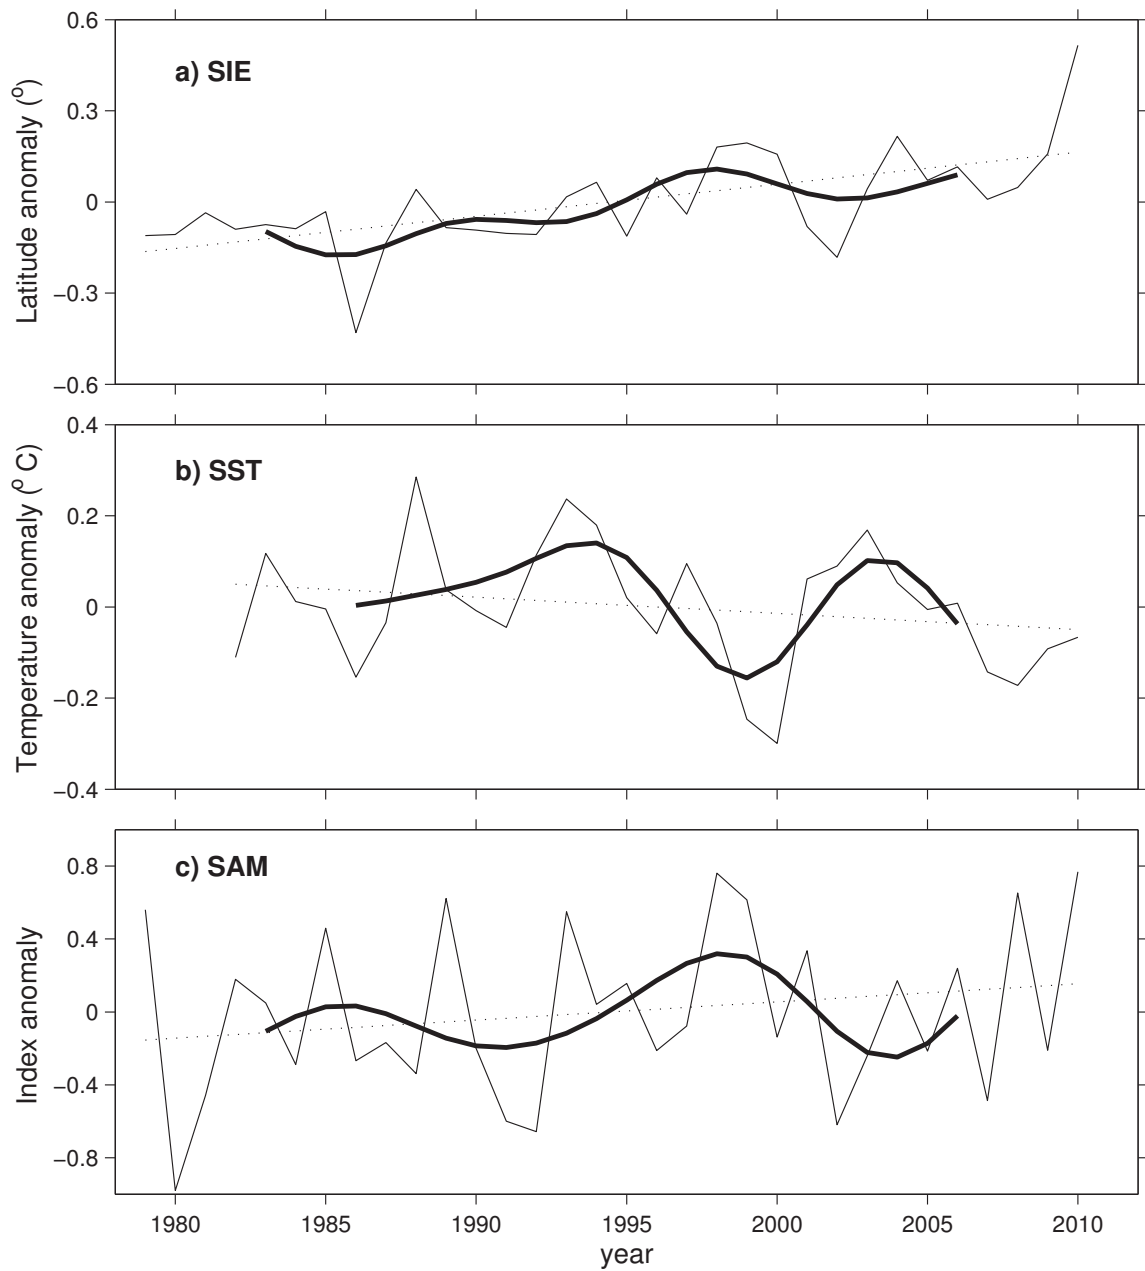 0.6
a) SIE
0.3
0
−0.3
−0.6
Latitude anomaly (o)
0.4
b) SST
0.2
0
−0.2
−0.4
Temperature anomaly (o C)
0.8
c) SAM
0.4
0
−0.4
−0.8
Index anomaly
1980 1985 1990 1995 2000 2005 2010
year